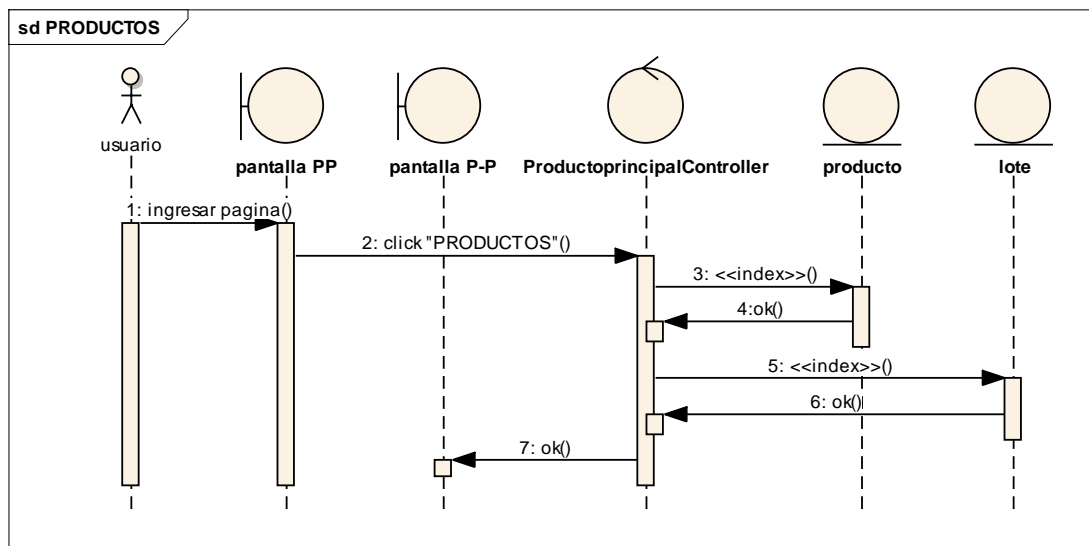 sd PRODUCTOS
usuario
pantalla PP
pantalla P-P
ProductoprincipalController
producto
lote
1: ingresar pagina()
2: click "PRODUCTOS"()
3: <<index>>()
4:ok()
5: <<index>>()
6: ok()
7: ok()